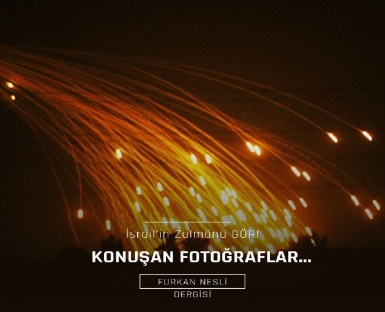 İsrail'in Zulmünü GÖR!
KONUŞAN FOTOĞRAFLAR...
FURKAN NESLİ
DERGİSİ